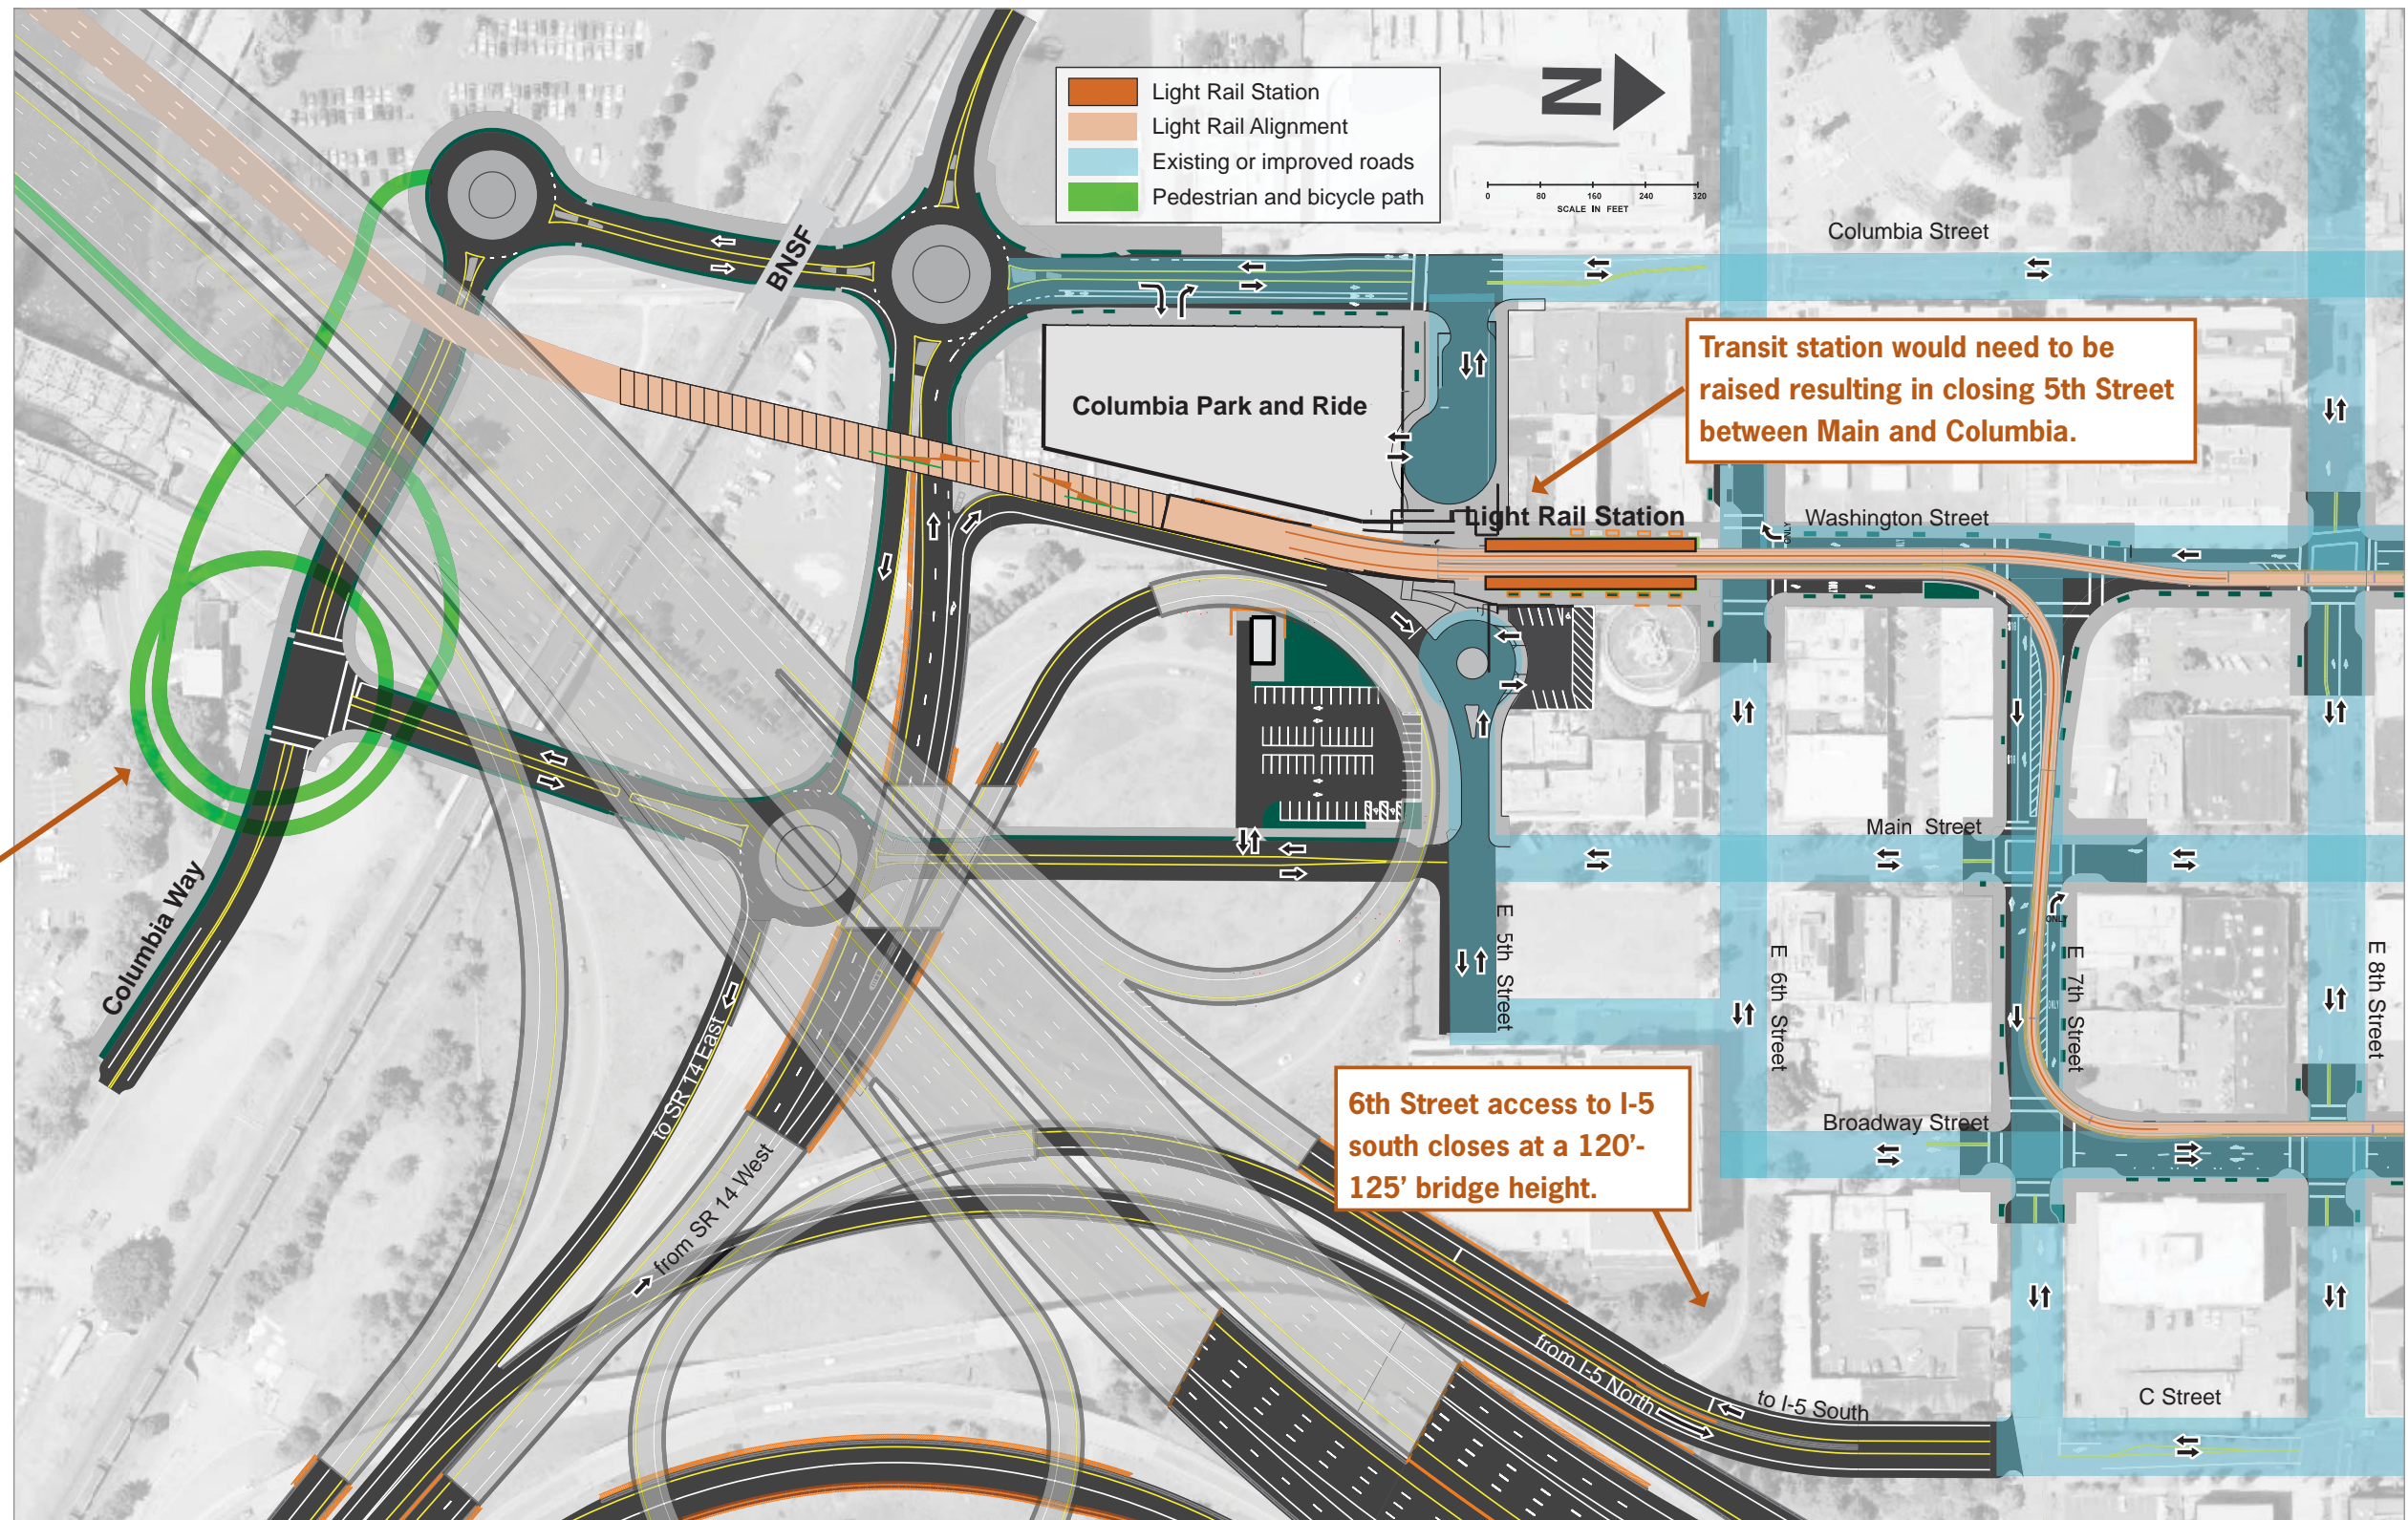 Light Rail Station
Light Rail Alignment
Existing or improved roads
Pedestrian and bicycle path
N
0 80 160 240 320
SCALE IN FEET
Columbia Street
BNSF
Transit station would need to be
raised resulting in closing 5th Street
between Main and Columbia.
Columbia Park and Ride
Light Rail Station
Washington Street
ONLY
Main Street
Columbia Way
ONLY
E 5th Street
E 6th Street
E 7th Street
E 8th Street
ONLY
to SR 14 East
from SR 14 West
6th Street access to I-5
south closes at a 120'-
125' bridge height.
Broadway Street
from I-5 North
to I-5 South
C Street